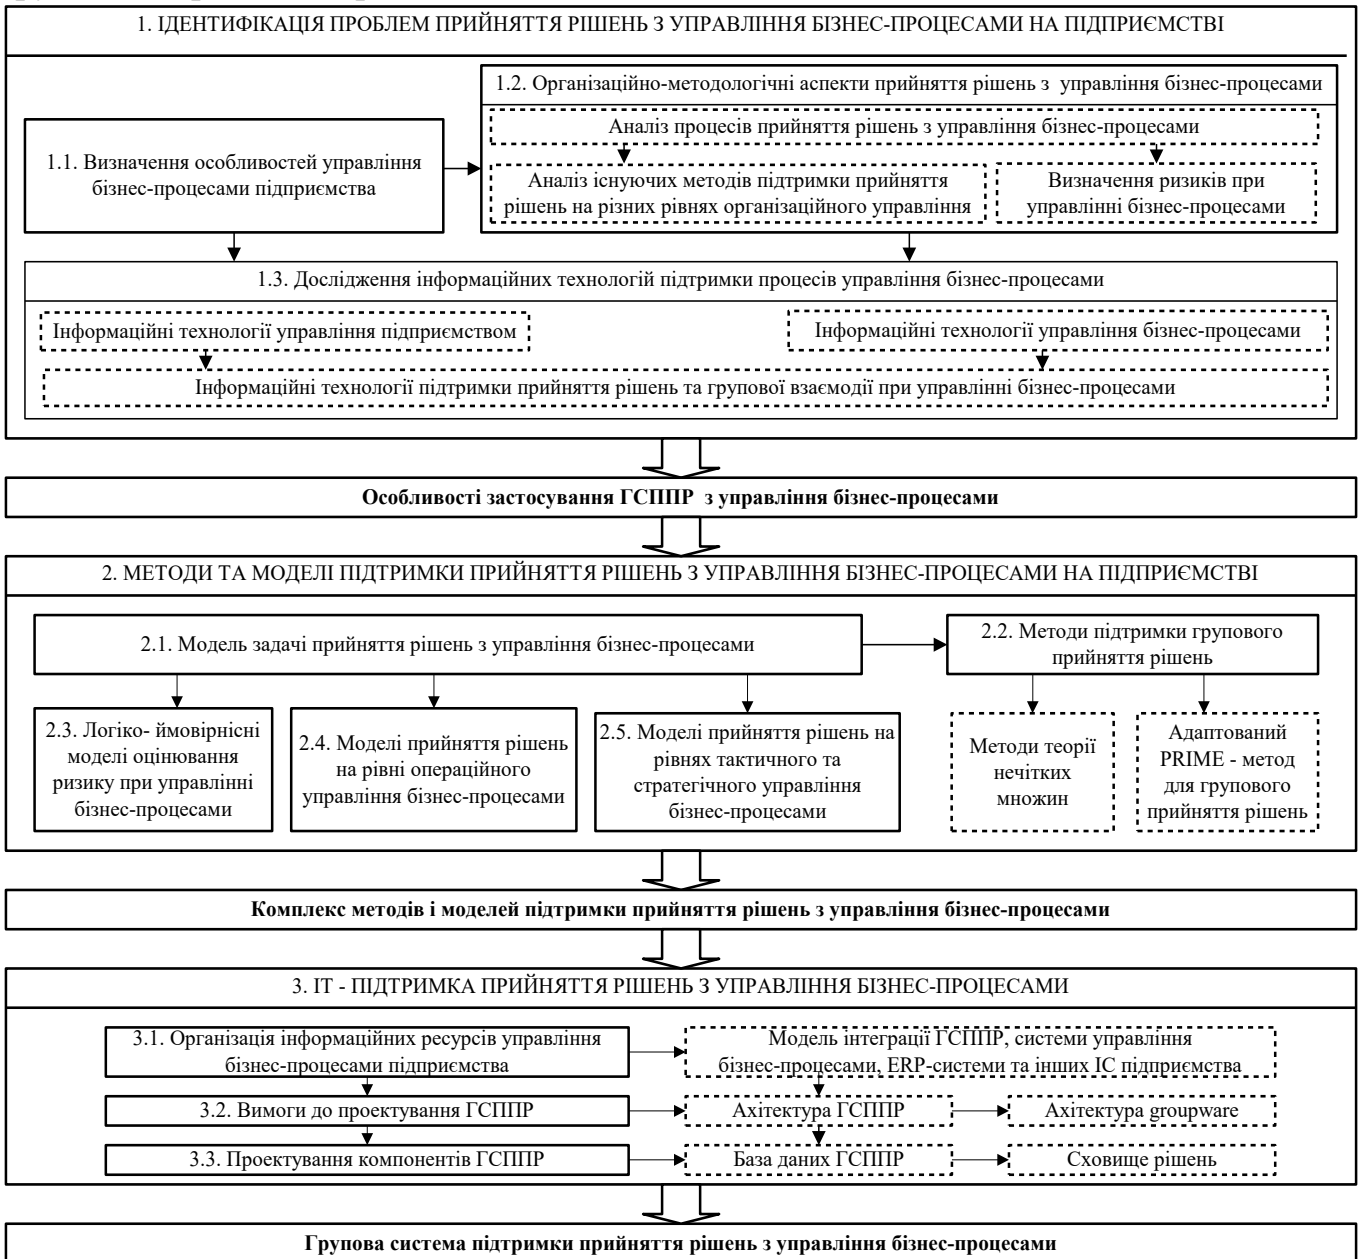 1. ІДЕНТИФІКАЦІЯ ПРОБЛЕМ ПРИЙНЯТТЯ РІШЕНЬ З УПРАВЛІННЯ БІЗНЕС-ПРОЦЕСАМИ НА ПІДПРИЄМСТВІ
1.1. Визначення особливостей управління
бізнес-процесами підприємства
1.2. Організаційно-методологічні аспекти прийняття рішень з управління бізнес-процесами
Аналіз процесів прийняття рішень з управління бізнес-процесами
Аналіз існуючих методів підтримки прийняття
рішень на різних рівнях організаційного управління
Визначення ризиків при
управлінні бізнес-процесами
1.3. Дослідження інформаційних технологій підтримки процесів управління бізнес-процесами
Інформаційні технології управління підприємством
Інформаційні технології управління бізнес-процесами
Інформаційні технології підтримки прийняття рішень та групової взаємодії при управлінні бізнес-процесами
Особливості застосування ГСППР з управління бізнес-процесами
2. МЕТОДИ ТА МОДЕЛІ ПІДТРИМКИ ПРИЙНЯТТЯ РІШЕНЬ З УПРАВЛІННЯ БІЗНЕС-ПРОЦЕСАМИ НА ПІДПРИЄМСТВІ
2.1. Модель задачі прийняття рішень з управління бізнес-процесами
2.2. Методи підтримки групового
прийняття рішень
2.3. Логіко- ймовірнісні
моделі оцінювання
ризику при управлінні
бізнес-процесами
2.4. Моделі прийняття рішень
на рівні операційного
управління бізнес-процесами
2.5. Моделі прийняття рішень на
рівнях тактичного та
стратегічного управління
бізнес-процесами
Методи теорії
нечітких
множин
Адаптований
PRIME - метод
для групового
прийняття рішень
Комплекс методів і моделей підтримки прийняття рішень з управління бізнес-процесами
3. ІТ - ПІДТРИМКА ПРИЙНЯТТЯ РІШЕНЬ З УПРАВЛІННЯ БІЗНЕС-ПРОЦЕСАМИ
3.1. Організація інформаційних ресурсів управління
бізнес-процесами підприємства
Модель інтеграції ГСППР, системи управління
бізнес-процесами, ERP-системи та інших ІС підприємства
3.2. Вимоги до проектування ГСППР
Ахітектура ГСППР
Ахітектура groupware
3.3. Проектування компонентів ГСППР
База даних ГСППР
Сховище рішень
Групова система підтримки прийняття рішень з управління бізнес-процесами